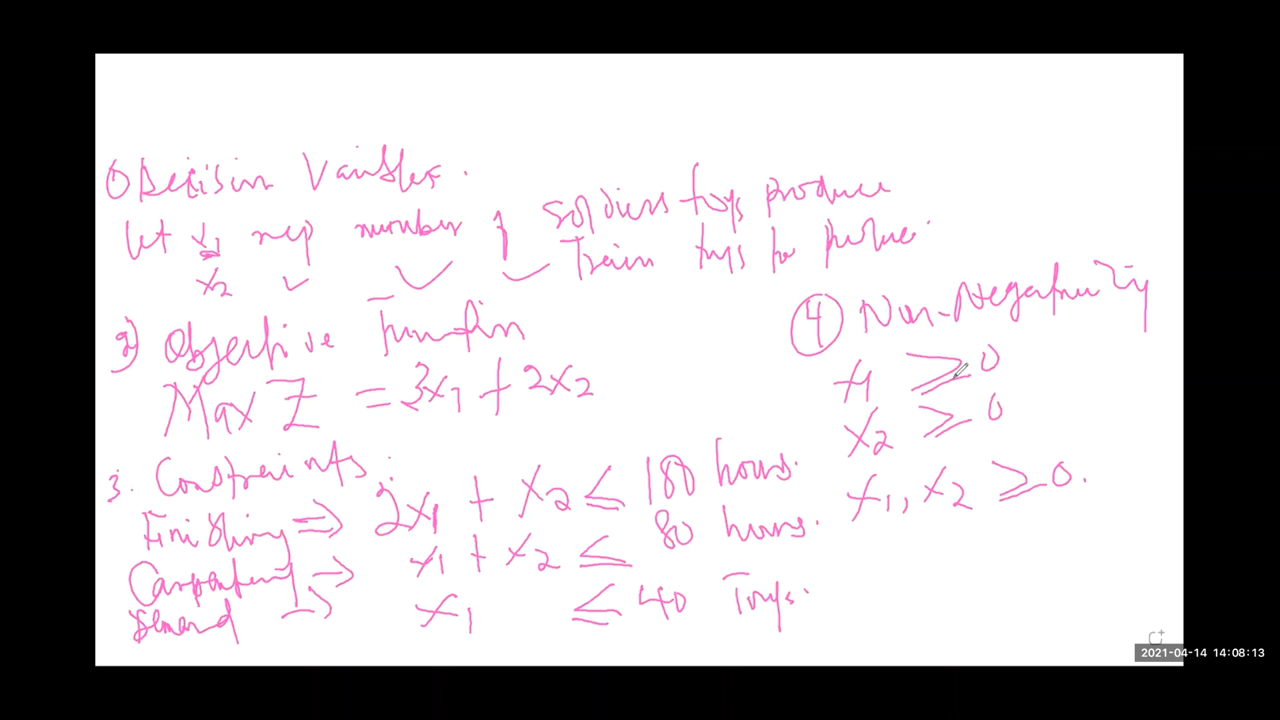 ① Decision Variables.
let x1 rep number of soldiers toys produce
x2 ✓ ✓ ✓ Train toys to produce.
2) Objective Function
Max Z = 3x1 + 2x2
3. Constraints.
Finishing ⇒ 2x1 + x2 ≤ 180 hours.
Carpentery → x1 + x2 ≤ 80 hours.
Demand → x1 ≤ 40 Toys.
④ Non-Negativity
x1 ≥ 0
x2 ≥ 0
x1, x2 ≥ 0.
2021-04-14 14:08:13